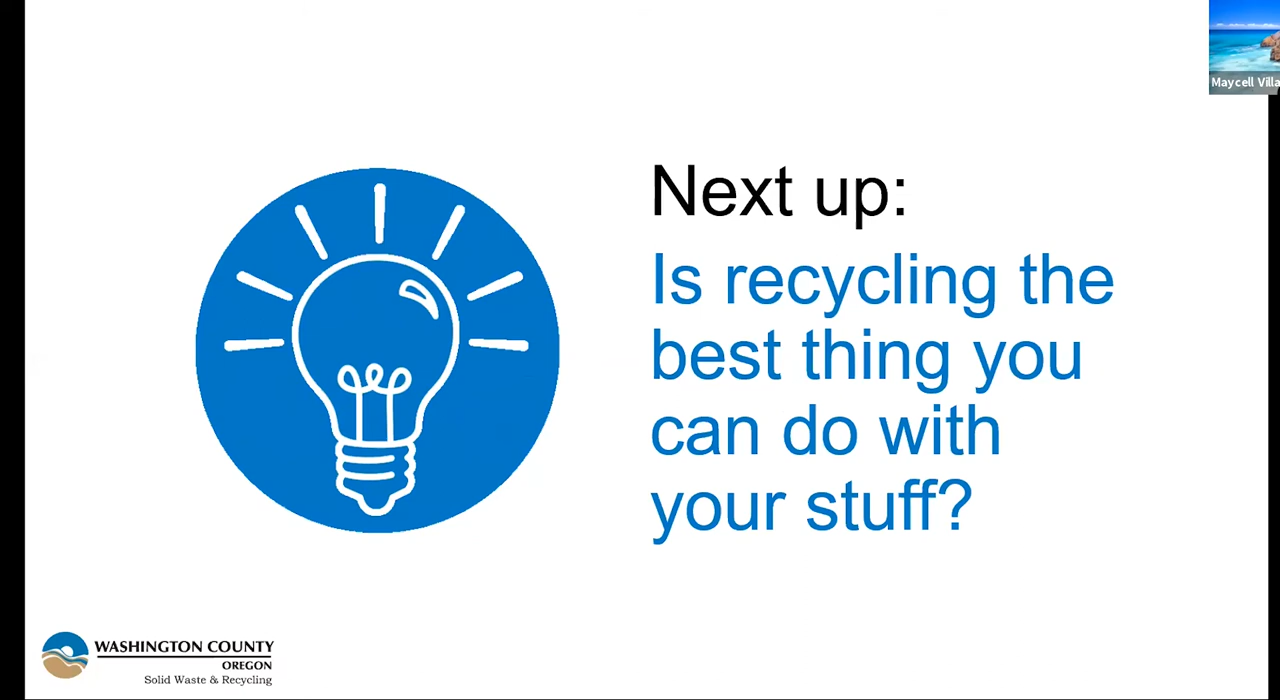 Maycell Villa
Next up:
Is recycling the
best thing you
can do with
your stuff?
WASHINGTON COUNTY
OREGON
Solid Waste & Recycling